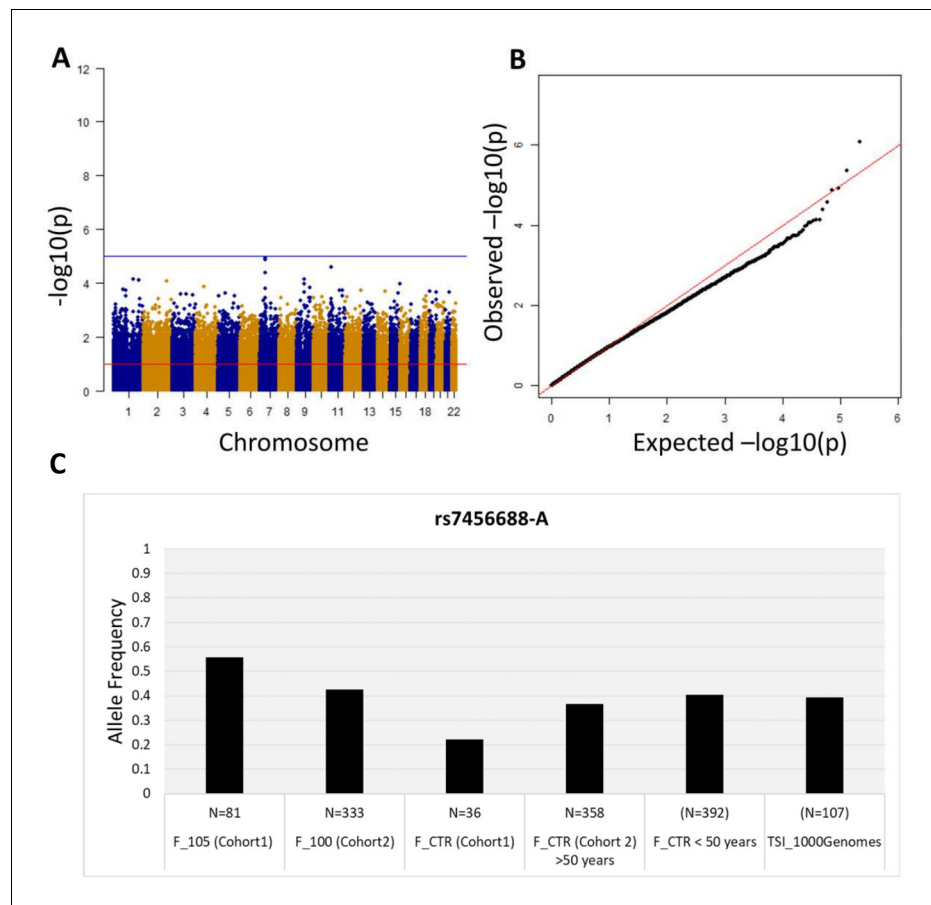 A
12
10
8
6
4
2
0
-log10(p)
1 2 3 4 5 6 7 8 9 11 13 15 18 22
Chromosome
B
6
4
2
0
Observed –log10(p)
0 1 2 3 4 5 6
Expected –log10(p)
C
rs7456688-A
1
0.9
0.8
0.7
0.6
0.5
0.4
0.3
0.2
0.1
0
Allele Frequency
N=81 N=333 N=36 N=358 (N=392) (N=107)
F_105 (Cohort1) F_100 (Cohort2) F_CTR (Cohort1) F_CTR (Cohort 2) F_CTR < 50 years TSI_1000Genomes
>50 years